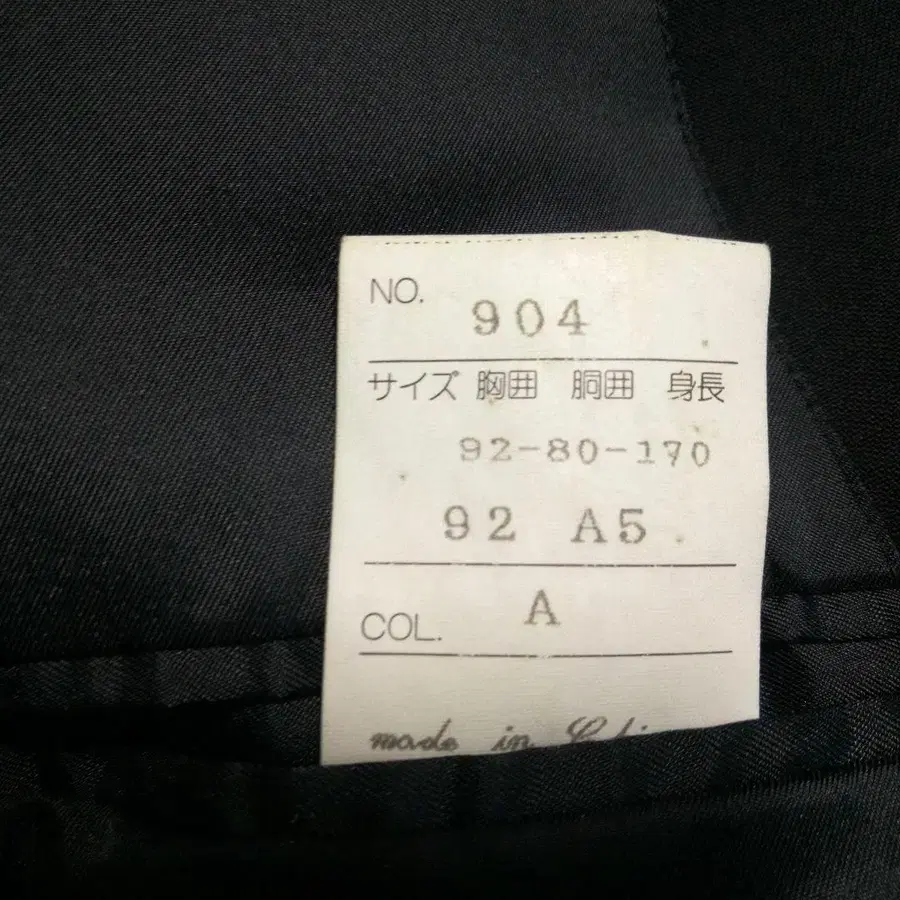 NO. 904
サイズ 胸囲 胴囲 身長
92-80-170
92 A5
COL. A
made in